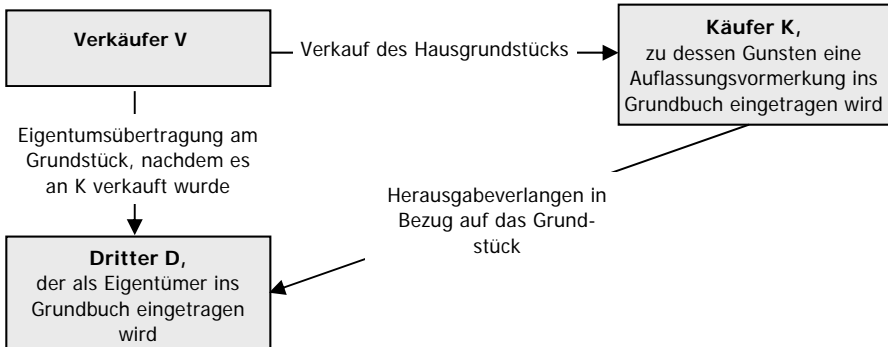 Verkäufer V
Verkauf des Hausgrundstücks
Käufer K,
zu dessen Gunsten eine
Auflassungsvormerkung ins
Grundbuch eingetragen wird
Eigentumsübertragung am
Grundstück, nachdem es
an K verkauft wurde
Herausgabeverlangen in
Bezug auf das Grund-
stück
Dritter D,
der als Eigentümer ins
Grundbuch eingetragen
wird